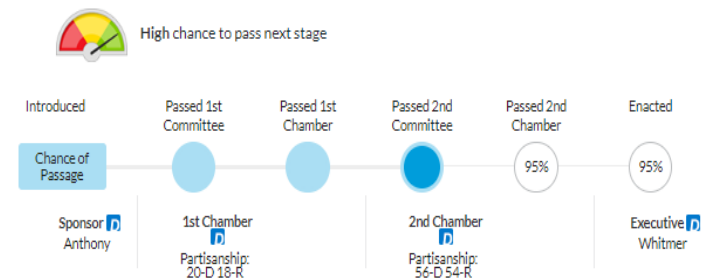 High chance to pass next stage
Introduced
Passed 1st
Committee
Passed 1st
Chamber
Passed 2nd
Committee
Passed 2nd
Chamber
Enacted
Chance of
Passage
95%
95%
Sponsor D
Anthony
1st Chamber
D
Partisanship:
20-D 18-R
2nd Chamber
D
Partisanship:
56-D 54-R
Executive D
Whitmer